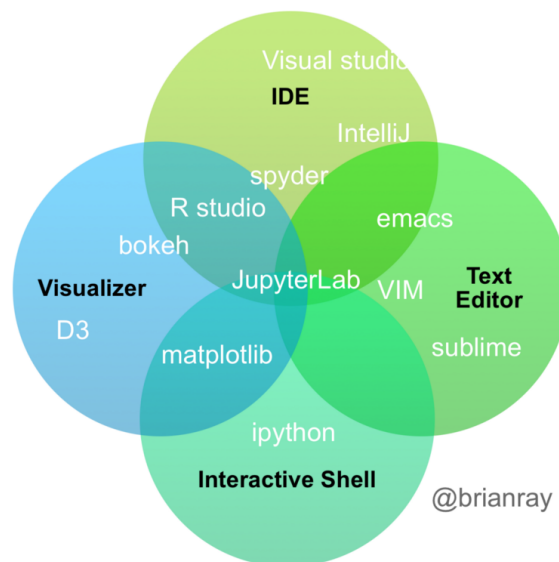 Visual studio
IDE
IntelliJ
spyder
R studio
emacs
bokeh
JupyterLab
Visualizer
VIM
Text
Editor
D3
matplotlib
sublime
ipython
Interactive Shell
@brianray